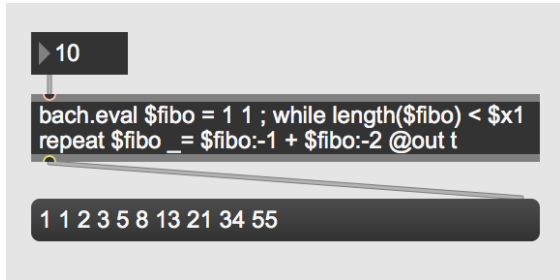 10
bach.eval $fibo = 1 1 ; while length($fibo) < $x1
repeat $fibo _= $fibo:-1 + $fibo:-2 @out t
1 1 2 3 5 8 13 21 34 55